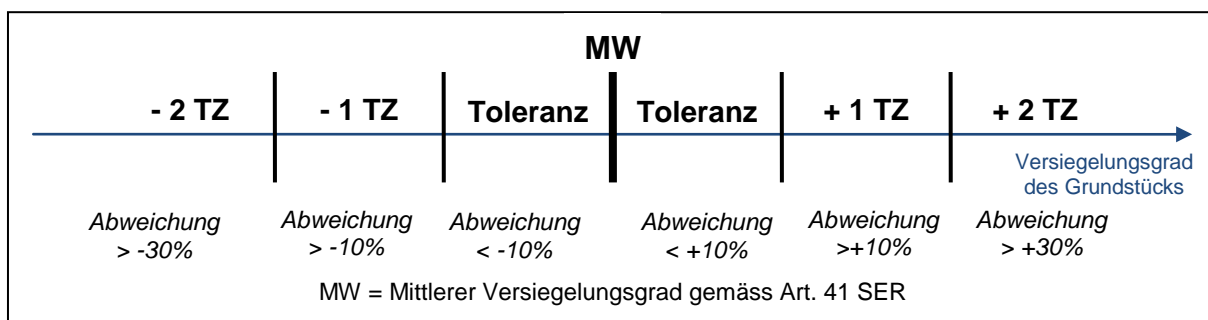 MW
- 2 TZ - 1 TZ Toleranz Toleranz + 1 TZ + 2 TZ
Versiegelungsgrad
des Grundstücks
Abweichung Abweichung Abweichung Abweichung Abweichung Abweichung
> -30% > -10% < -10% < +10% >+10% > +30%
MW = Mittlerer Versiegelungsgrad gemäss Art. 41 SER